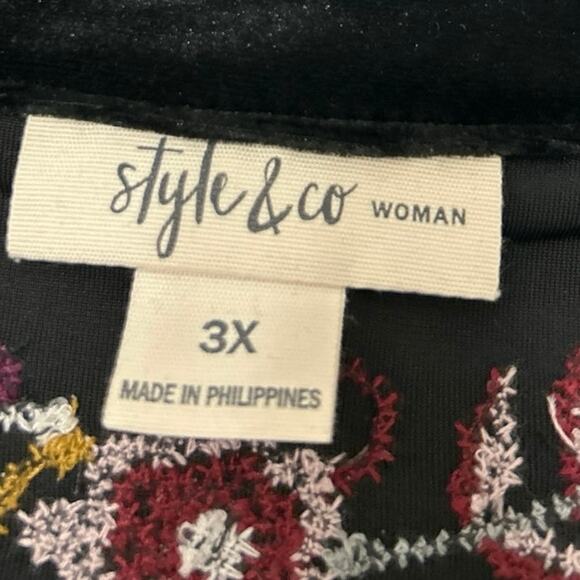 style & co WOMAN
3X
MADE IN PHILIPPINES